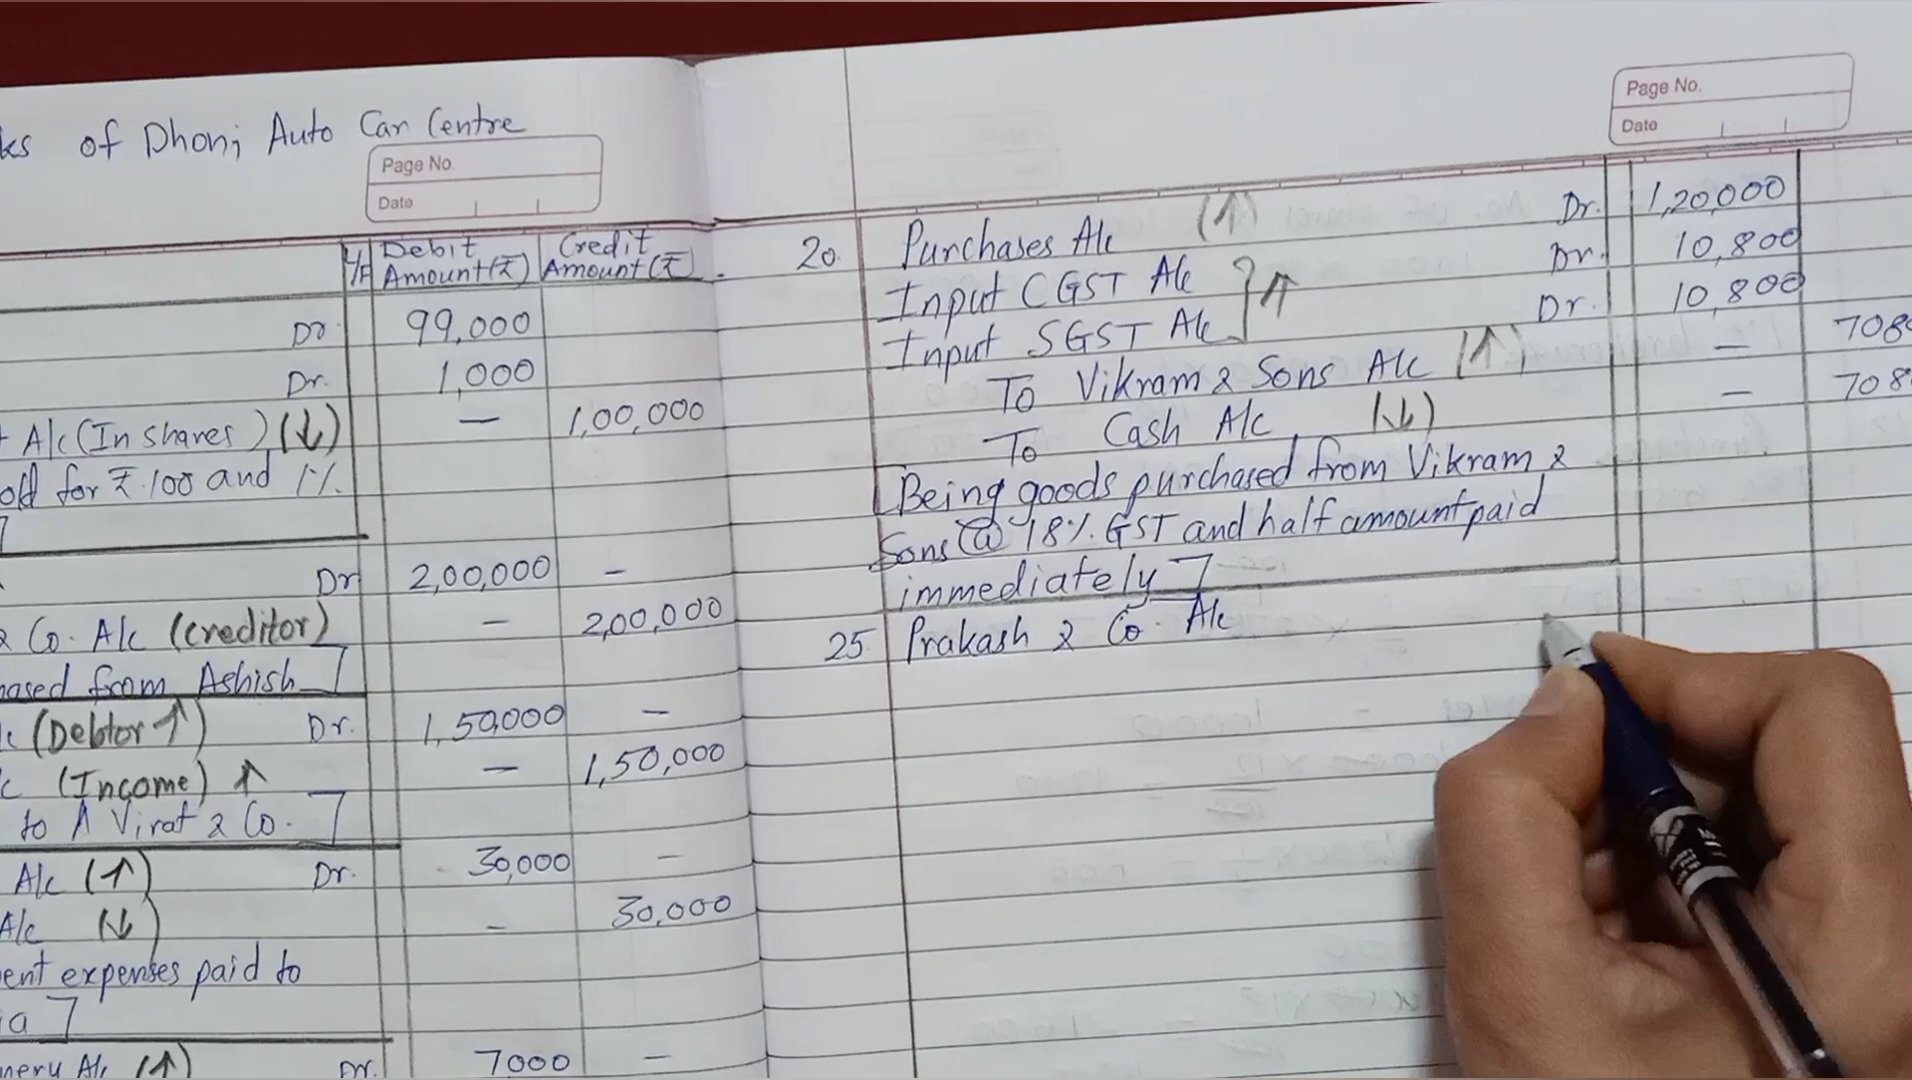 of Dhoni Auto Car Centre
Page No.
Date
L/F Debit Amount(₹) Credit Amount(₹)
Dr 99,000
Dr. 1,000
A/c (In shares) (↓) — 1,00,000
for ₹.100 and 1%.
Dr 2,00,000 —
& Co. A/c (creditor) — 2,00,000
from Ashish ]
(Debtor ↑) Dr. 1,50,000 —
(Income) ↑ — 1,50,000
to A Virat & Co. ]
A/c (↑) Dr. 30,000 —
A/c (↓) — 30,000
expenses paid to
]
A/c (↑) Dr. 7000 —
Page No.
Date
20. Purchases A/c (↑) Dr. 1,20,000
Input CGST A/c } ↑ Dr. 10,800
Input SGST A/c Dr. 10,800
To Vikram & Sons A/c (↑) — 708
To Cash A/c (↓) — 708
[Being goods purchased from Vikram &
Sons @ 18% GST and half amount paid
immediately ]
25 Prakash & Co. A/c